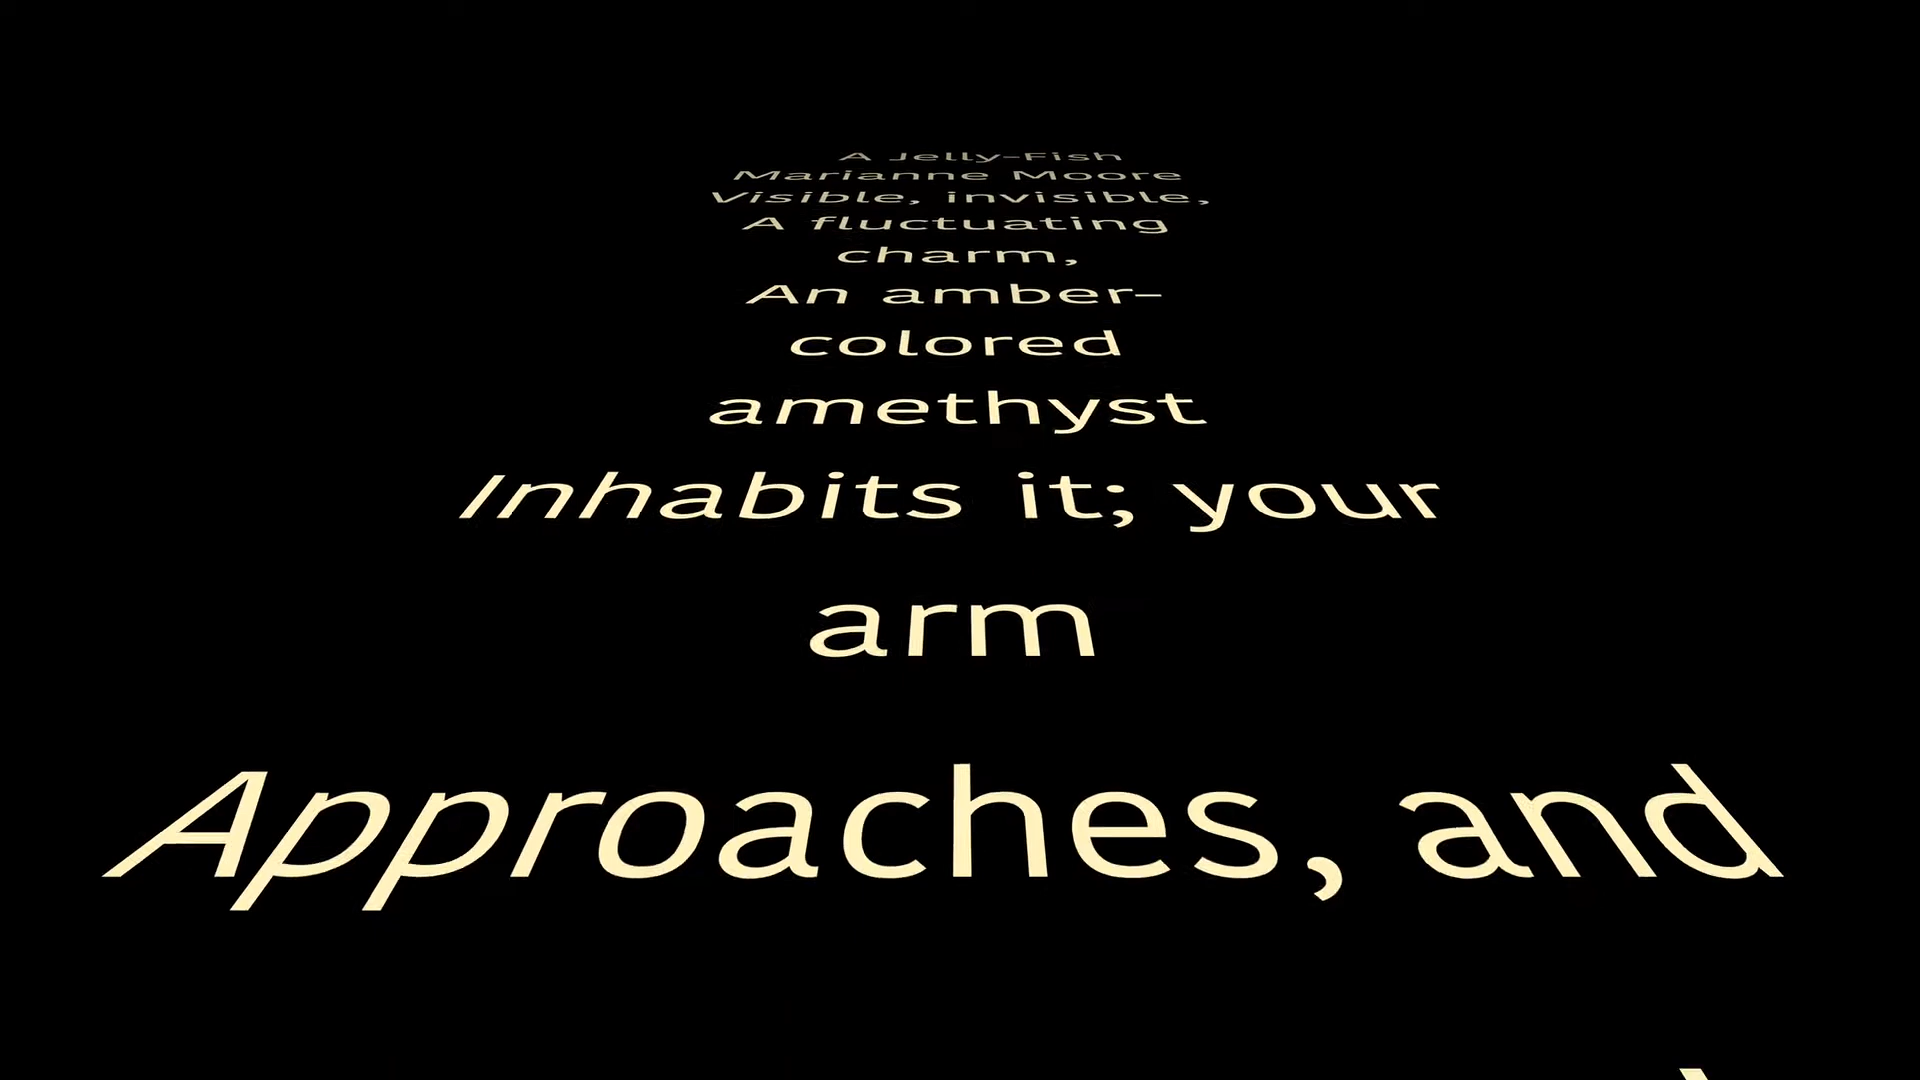 A Jelly-Fish
Marianne Moore
Visible, invisible,
A fluctuating
charm,
An amber-
colored
amethyst
Inhabits it; your
arm
Approaches, and